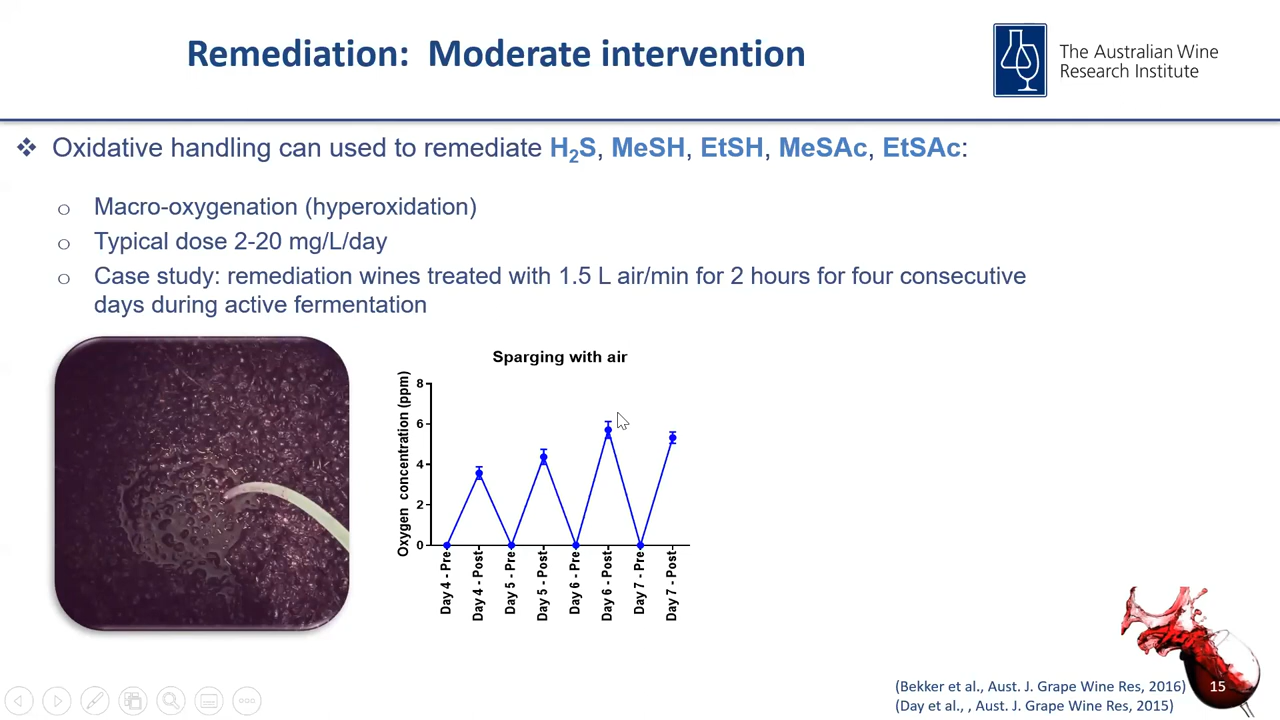 Remediation:  Moderate intervention
The Australian Wine
Research Institute
❖ Oxidative handling can used to remediate H₂S, MeSH, EtSH, MeSAc, EtSAc:
o Macro-oxygenation (hyperoxidation)
o Typical dose 2-20 mg/L/day
o Case study: remediation wines treated with 1.5 L air/min for 2 hours for four consecutive
days during active fermentation
Sparging with air
Oxygen concentration (ppm)
8
6
4
2
0
Day 4 - Pre
Day 4 - Post
Day 5 - Pre
Day 5 - Post
Day 6 - Pre
Day 6 - Post
Day 7 - Pre
Day 7 - Post
(Bekker et al., Aust. J. Grape Wine Res, 2016)
(Day et al., , Aust. J. Grape Wine Res, 2015)
15